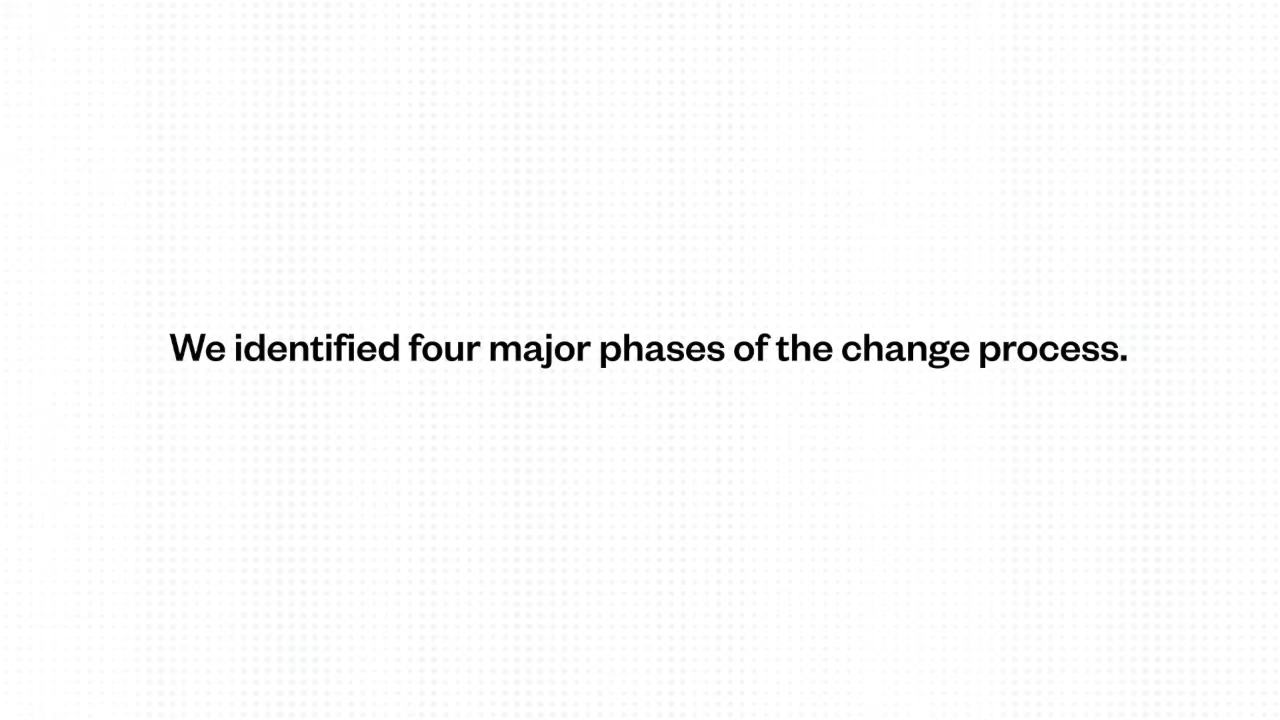 We identified four major phases of the change process.